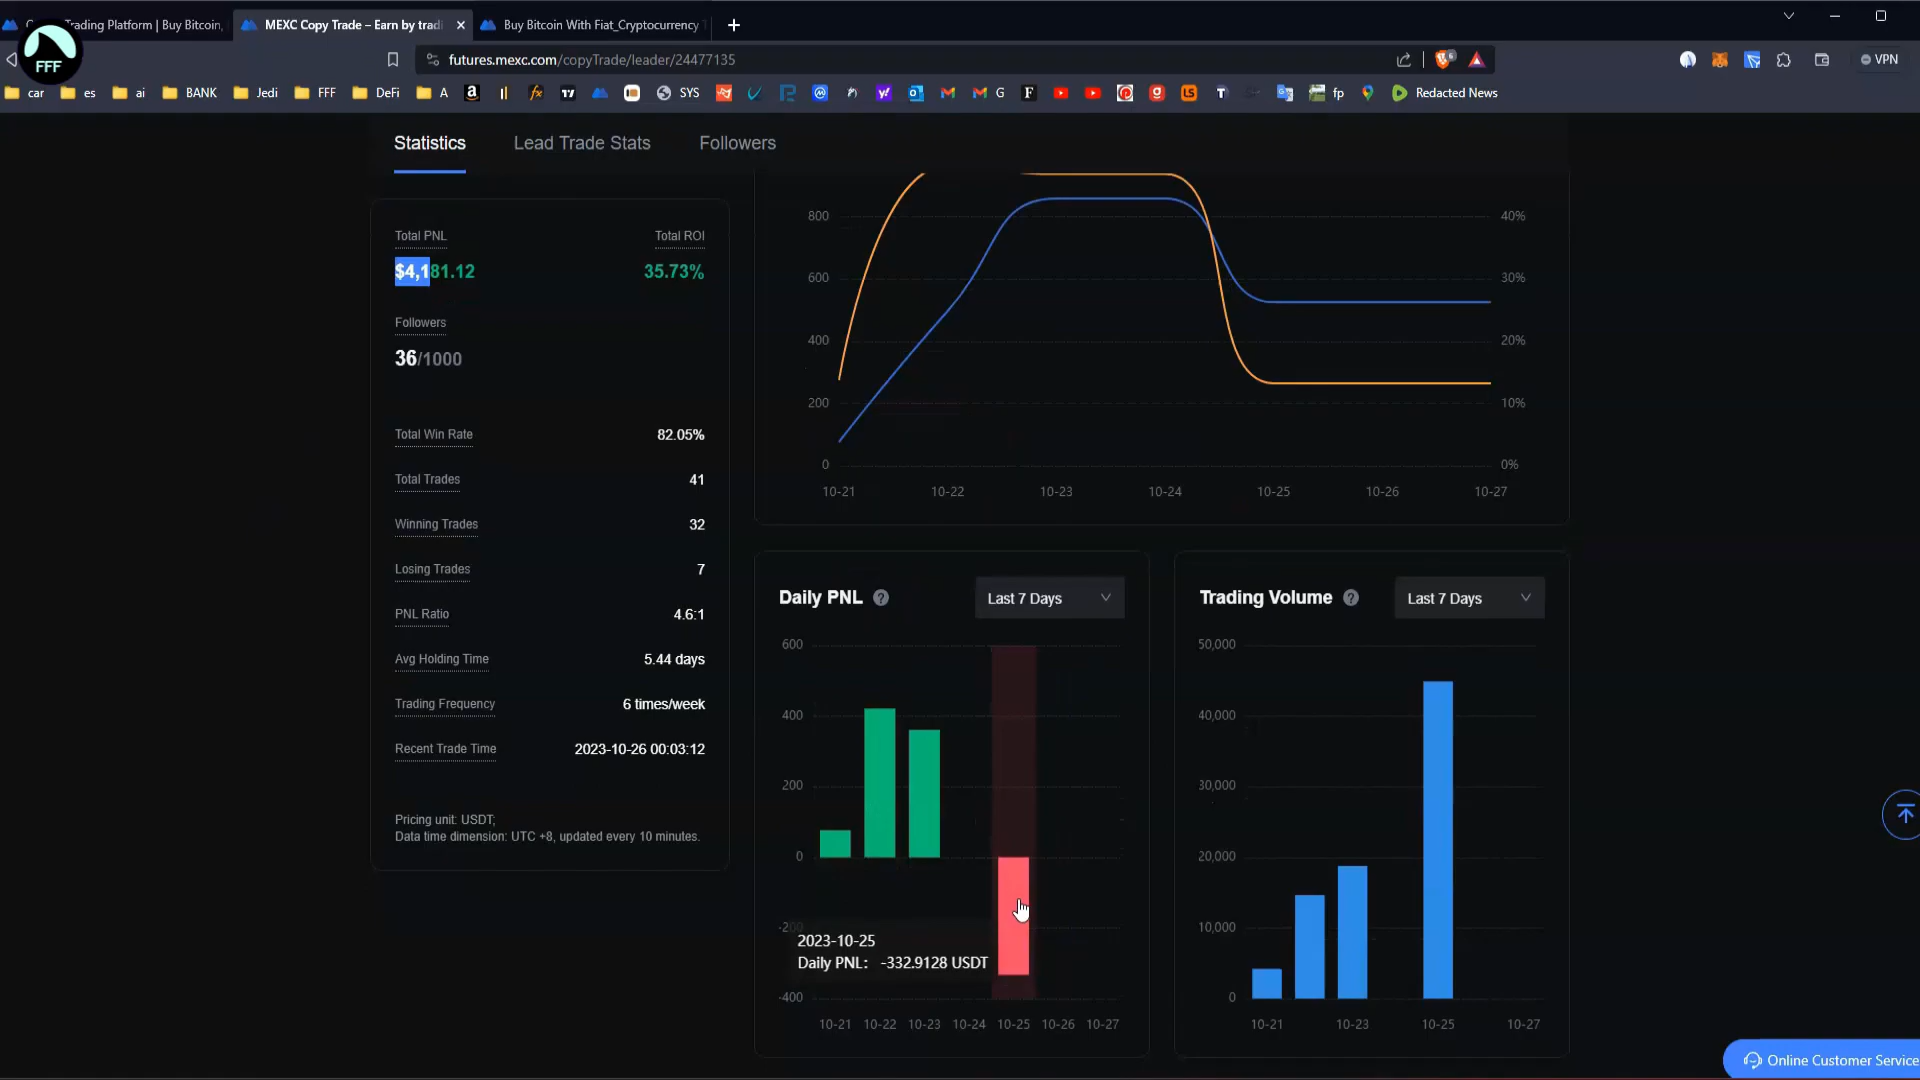 Trading Platform | Buy Bitcoin,
MEXC Copy Trade – Earn by tradi
Buy Bitcoin With Fiat_Cryptocurrency
FFF
futures.mexc.com/copyTrade/leader/24477135
VPN
car
es
ai
BANK
Jedi
FFF
DeFi
A
SYS
G
fp
Redacted News
Statistics
Lead Trade Stats
Followers
Total PNL
Total ROI
$4,181.12
35.73%
Followers
36/1000
Total Win Rate
82.05%
Total Trades
41
Winning Trades
32
Losing Trades
7
PNL Ratio
4.6:1
Avg Holding Time
5.44 days
Trading Frequency
6 times/week
Recent Trade Time
2023-10-26 00:03:12
Pricing unit: USDT;
Data time dimension: UTC +8, updated every 10 minutes.
800
600
400
200
0
40%
30%
20%
10%
0%
10-21
10-22
10-23
10-24
10-25
10-26
10-27
Daily PNL
Last 7 Days
600
400
200
0
-200
-400
2023-10-25
Daily PNL: -332.9128 USDT
10-21
10-22
10-23
10-24
10-25
10-26
10-27
Trading Volume
Last 7 Days
50,000
40,000
30,000
20,000
10,000
0
10-21
10-23
10-25
10-27
Online Customer Service